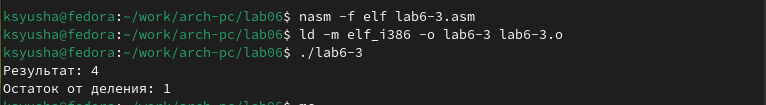 ksyusha@fedora:~/work/arch-pc/lab06$ nasm -f elf lab6-3.asm
ksyusha@fedora:~/work/arch-pc/lab06$ ld -m elf_i386 -o lab6-3 lab6-3.o
ksyusha@fedora:~/work/arch-pc/lab06$ ./lab6-3
Результат: 4
Остаток от деления: 1